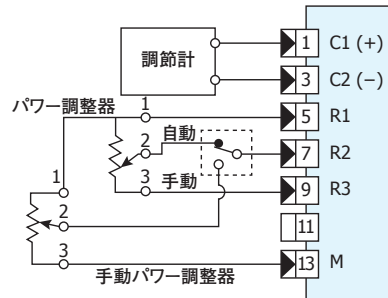 調節計
1 C1 (+)
3 C2 (−)
パワー調整器
1
5 R1
2
自動
7 R2
3
手動
9 R3
1
2
11
3
13 M
手動パワー調整器